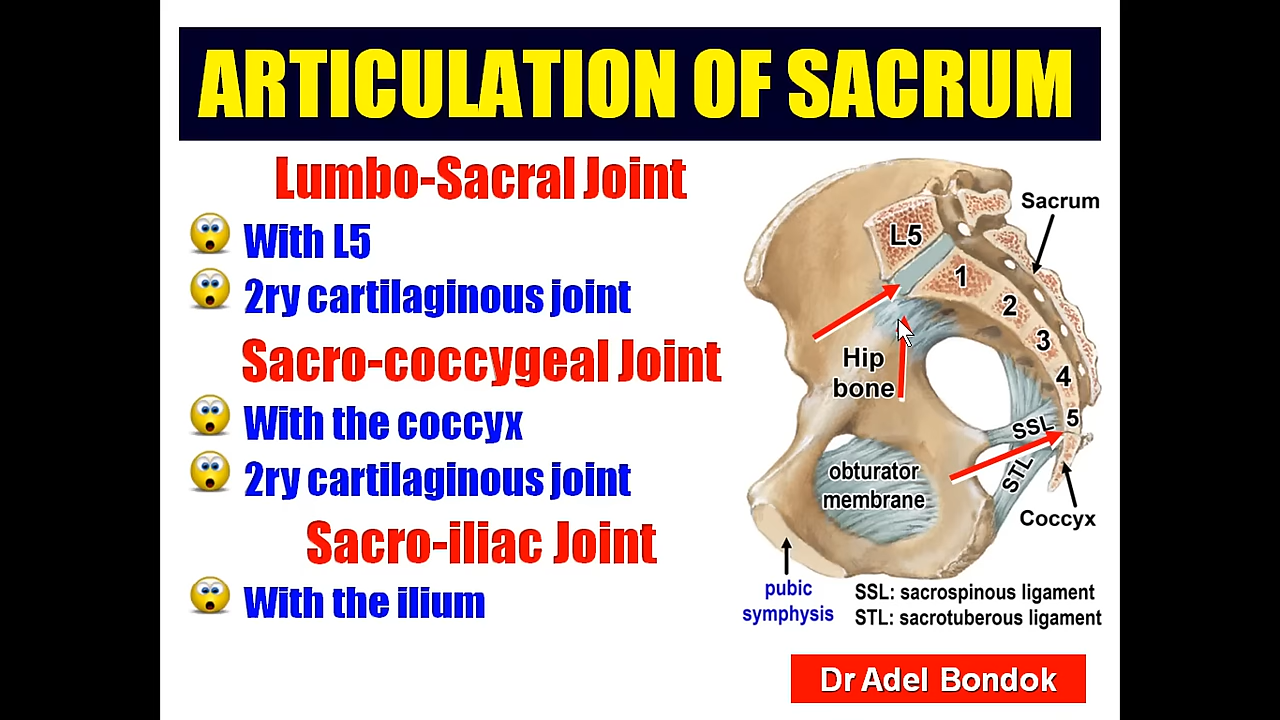 ARTICULATION OF SACRUM
Lumbo-Sacral Joint
With L5
2ry cartilaginous joint
Sacro-coccygeal Joint
With the coccyx
2ry cartilaginous joint
Sacro-iliac Joint
With the ilium
Sacrum
L5
1
2
3
4
5
Hip
bone
SSL
STL
obturator
membrane
Coccyx
pubic
symphysis
SSL: sacrospinous ligament
STL: sacrotuberous ligament
Dr Adel Bondok